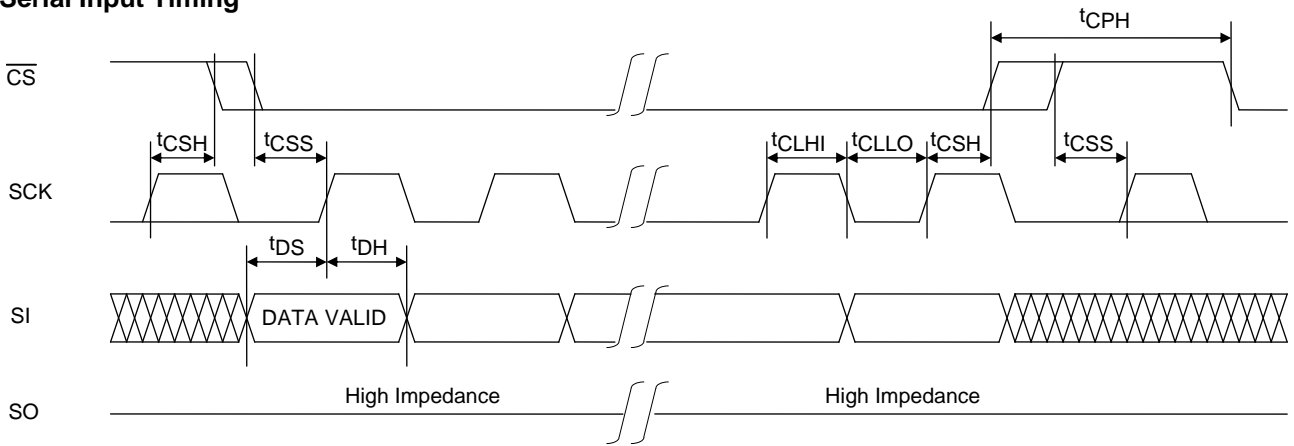 Serial Input Timing
tCPH
CS
tCSH
tCSS
tCLHI
tCLLO
tCSH
tCSS
SCK
tDS
tDH
SI
DATA VALID
High Impedance
High Impedance
SO